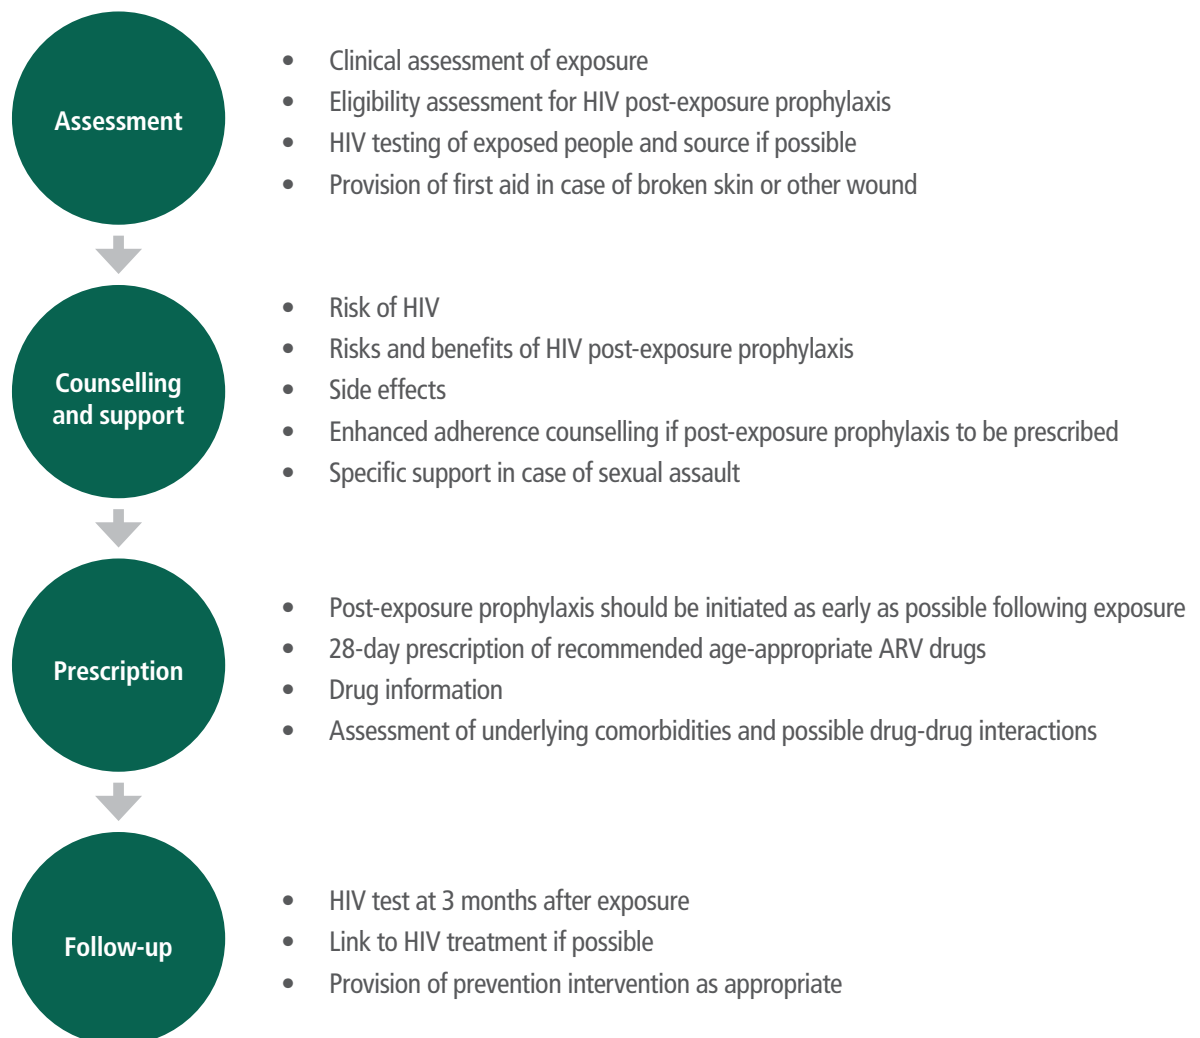 Assessment
• Clinical assessment of exposure
• Eligibility assessment for HIV post-exposure prophylaxis
• HIV testing of exposed people and source if possible
• Provision of first aid in case of broken skin or other wound
Counselling
and support
• Risk of HIV
• Risks and benefits of HIV post-exposure prophylaxis
• Side effects
• Enhanced adherence counselling if post-exposure prophylaxis to be prescribed
• Specific support in case of sexual assault
Prescription
• Post-exposure prophylaxis should be initiated as early as possible following exposure
• 28-day prescription of recommended age-appropriate ARV drugs
• Drug information
• Assessment of underlying comorbidities and possible drug-drug interactions
Follow-up
• HIV test at 3 months after exposure
• Link to HIV treatment if possible
• Provision of prevention intervention as appropriate